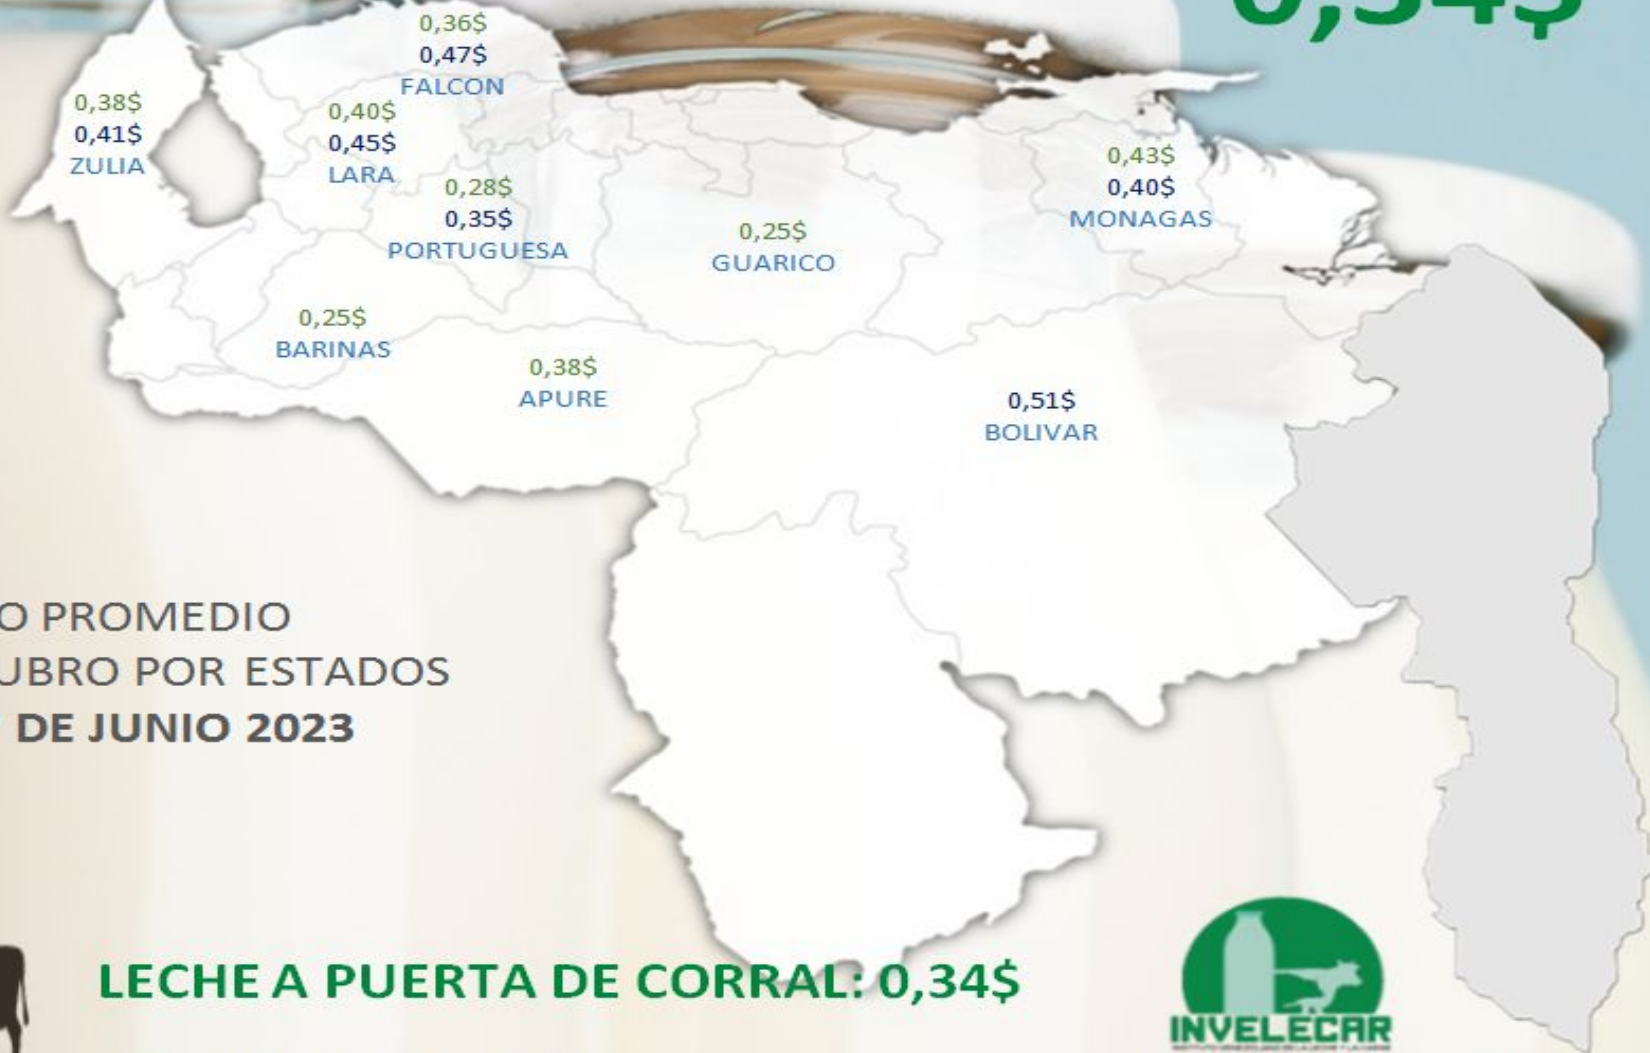 0,34$
0,36$
0,47$
FALCON
0,38$
0,41$
ZULIA
0,40$
0,45$
LARA
0,28$
0,35$
PORTUGUESA
0,25$
GUARICO
0,43$
0,40$
MONAGAS
0,25$
BARINAS
0,38$
APURE
0,51$
BOLIVAR
O PROMEDIO
UBRO POR ESTADOS
DE JUNIO 2023
LECHE A PUERTA DE CORRAL: 0,34$
INVELECAR